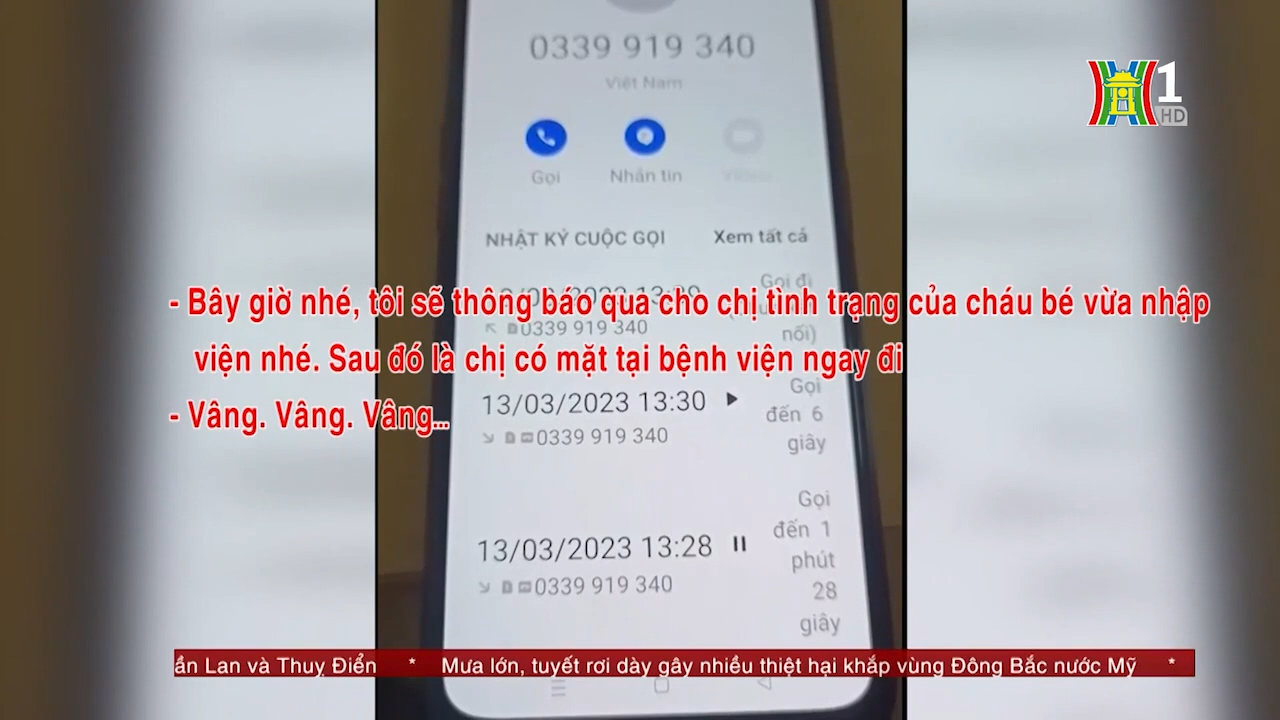 0339 919 340
Việt Nam
1
HD
Gọi
Nhắn tin
NHẬT KÝ CUỘC GỌI
Xem tất cả
Gọi đi
- Bây giờ nhé, tôi sẽ thông báo qua cho chị tình trạng của cháu bé vừa nhập
0339 919 340
nối)
viện nhé. Sau đó là chị có mặt tại bệnh viện ngay đi
13/03/2023 13:30
Gọi
đến 6
giây
- Vâng. Vâng. Vâng...
0339 919 340
13/03/2023 13:28
Gọi
đến 1
phút
28
giây
0339 919 340
ần Lan và Thuỵ Điển * Mưa lớn, tuyết rơi dày gây nhiều thiệt hại khắp vùng Đông Bắc nước Mỹ *